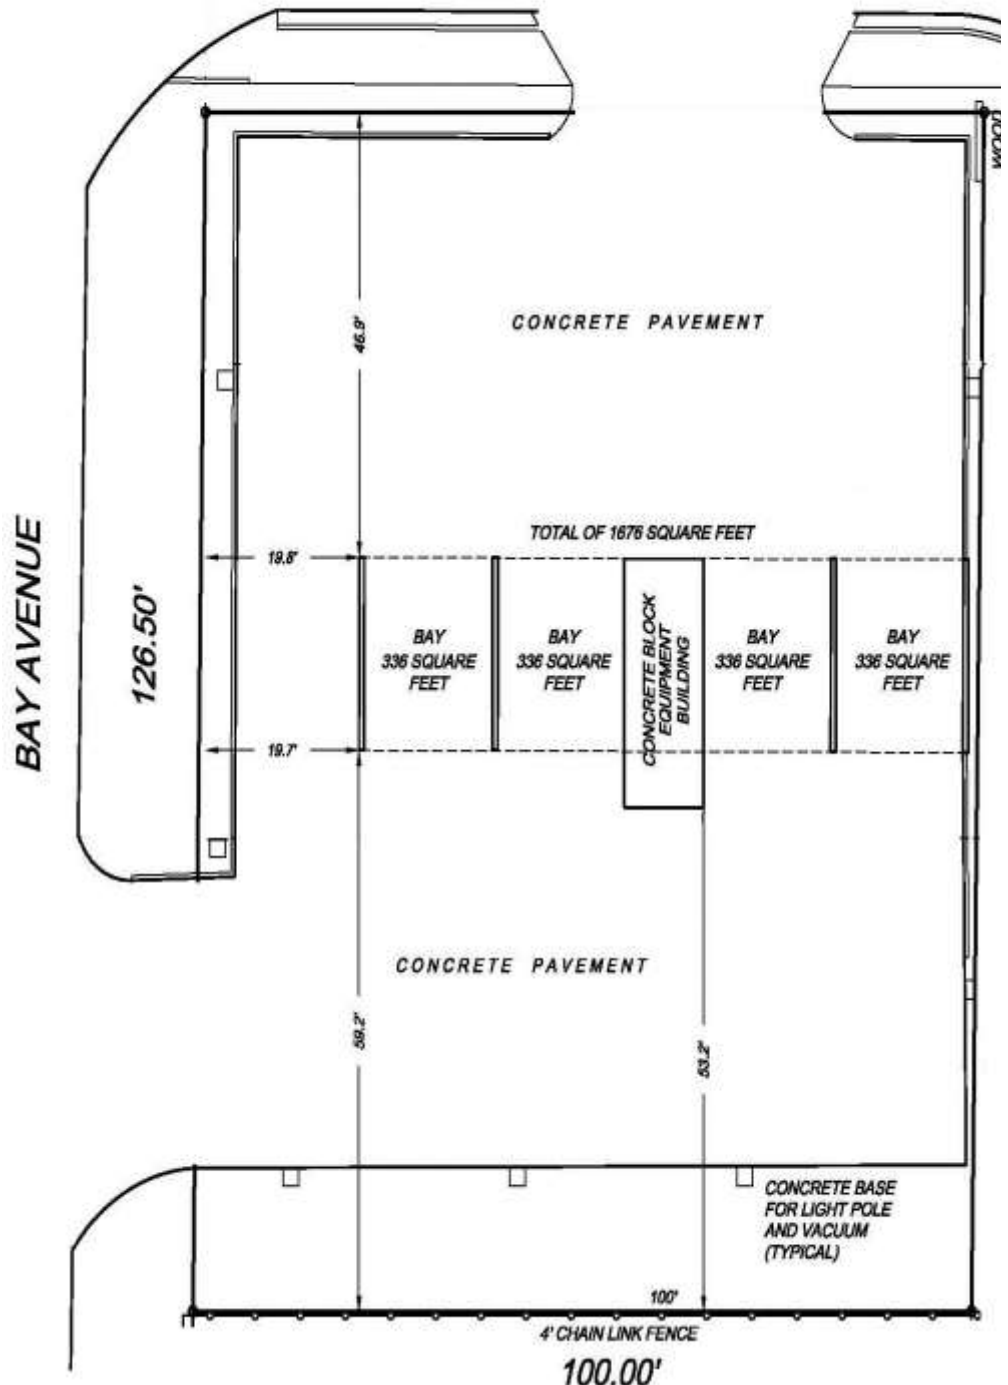 WOOD
46.9'
CONCRETE PAVEMENT
TOTAL OF 1676 SQUARE FEET
19.8'
BAY AVENUE
126.50'
BAY
336 SQUARE
FEET
BAY
336 SQUARE
FEET
CONCRETE BLOCK
EQUIPMENT
BUILDING
BAY
336 SQUARE
FEET
BAY
336 SQUARE
FEET
19.7'
CONCRETE PAVEMENT
59.2'
53.2'
CONCRETE BASE
FOR LIGHT POLE
AND VACUUM
(TYPICAL)
100'
4' CHAIN LINK FENCE
100.00'